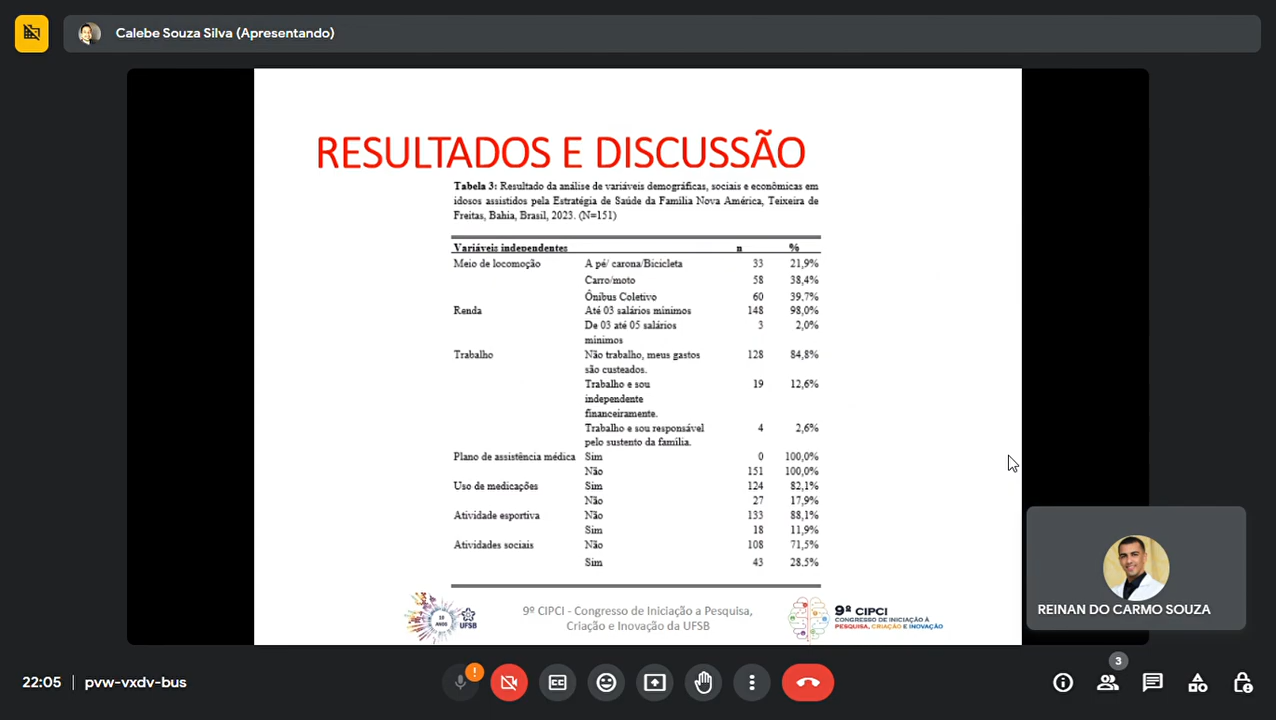 Calebe Souza Silva (Apresentando)
RESULTADOS E DISCUSSÃO
Tabela 3: Resultado da análise de variáveis demográficas, sociais e econômicas em
idosos assistidos pela Estratégia de Saúde da Família Nova América, Teixeira de
Freitas, Bahia, Brasil, 2023. (N=151)
Variáveis independentes n %
Meio de locomoção A pé/ carona/Bicicleta 33 21,9%
Carro/moto 58 38,4%
Ônibus Coletivo 60 39,7%
Renda Até 03 salários mínimos 148 98,0%
De 03 até 05 salários 3 2,0%
mínimos
Trabalho Não trabalho, meus gastos 128 84,8%
são custeados.
Trabalho e sou 19 12,6%
independente
financeiramente.
Trabalho e sou responsável 4 2,6%
pelo sustento da família.
Plano de assistência médica Sim 0 100,0%
Não 151 100,0%
Uso de medicações Sim 124 82,1%
Não 27 17,9%
Atividade esportiva Não 133 88,1%
Sim 18 11,9%
Atividades sociais Não 108 71,5%
Sim 43 28,5%
10
ANOS
UFSB
9º CIPCI - Congresso de Iniciação a Pesquisa,
Criação e Inovação da UFSB
9º CIPCI
CONGRESSO DE INICIAÇÃO À
PESQUISA, CRIAÇÃO E INOVAÇÃO
REINAN DO CARMO SOUZA
22:05 | pvw-vxdv-bus
CC
3